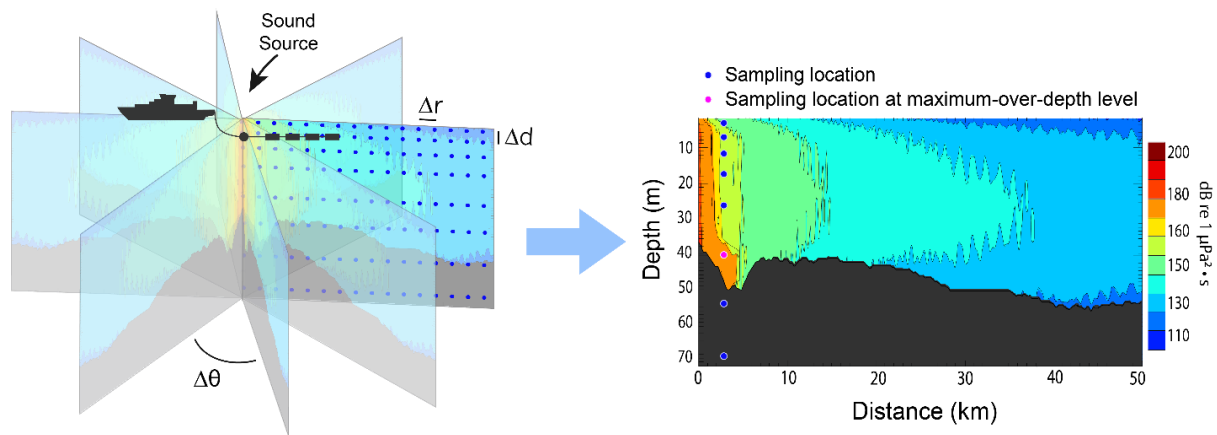 Sound
Source
Δr
Δd
Δθ
Sampling location
Sampling location at maximum-over-depth level
Depth (m)
10
20
30
40
50
60
70
0
10
20
30
40
50
Distance (km)
200
180
160
150
130
110
dB re 1 µPa²·s